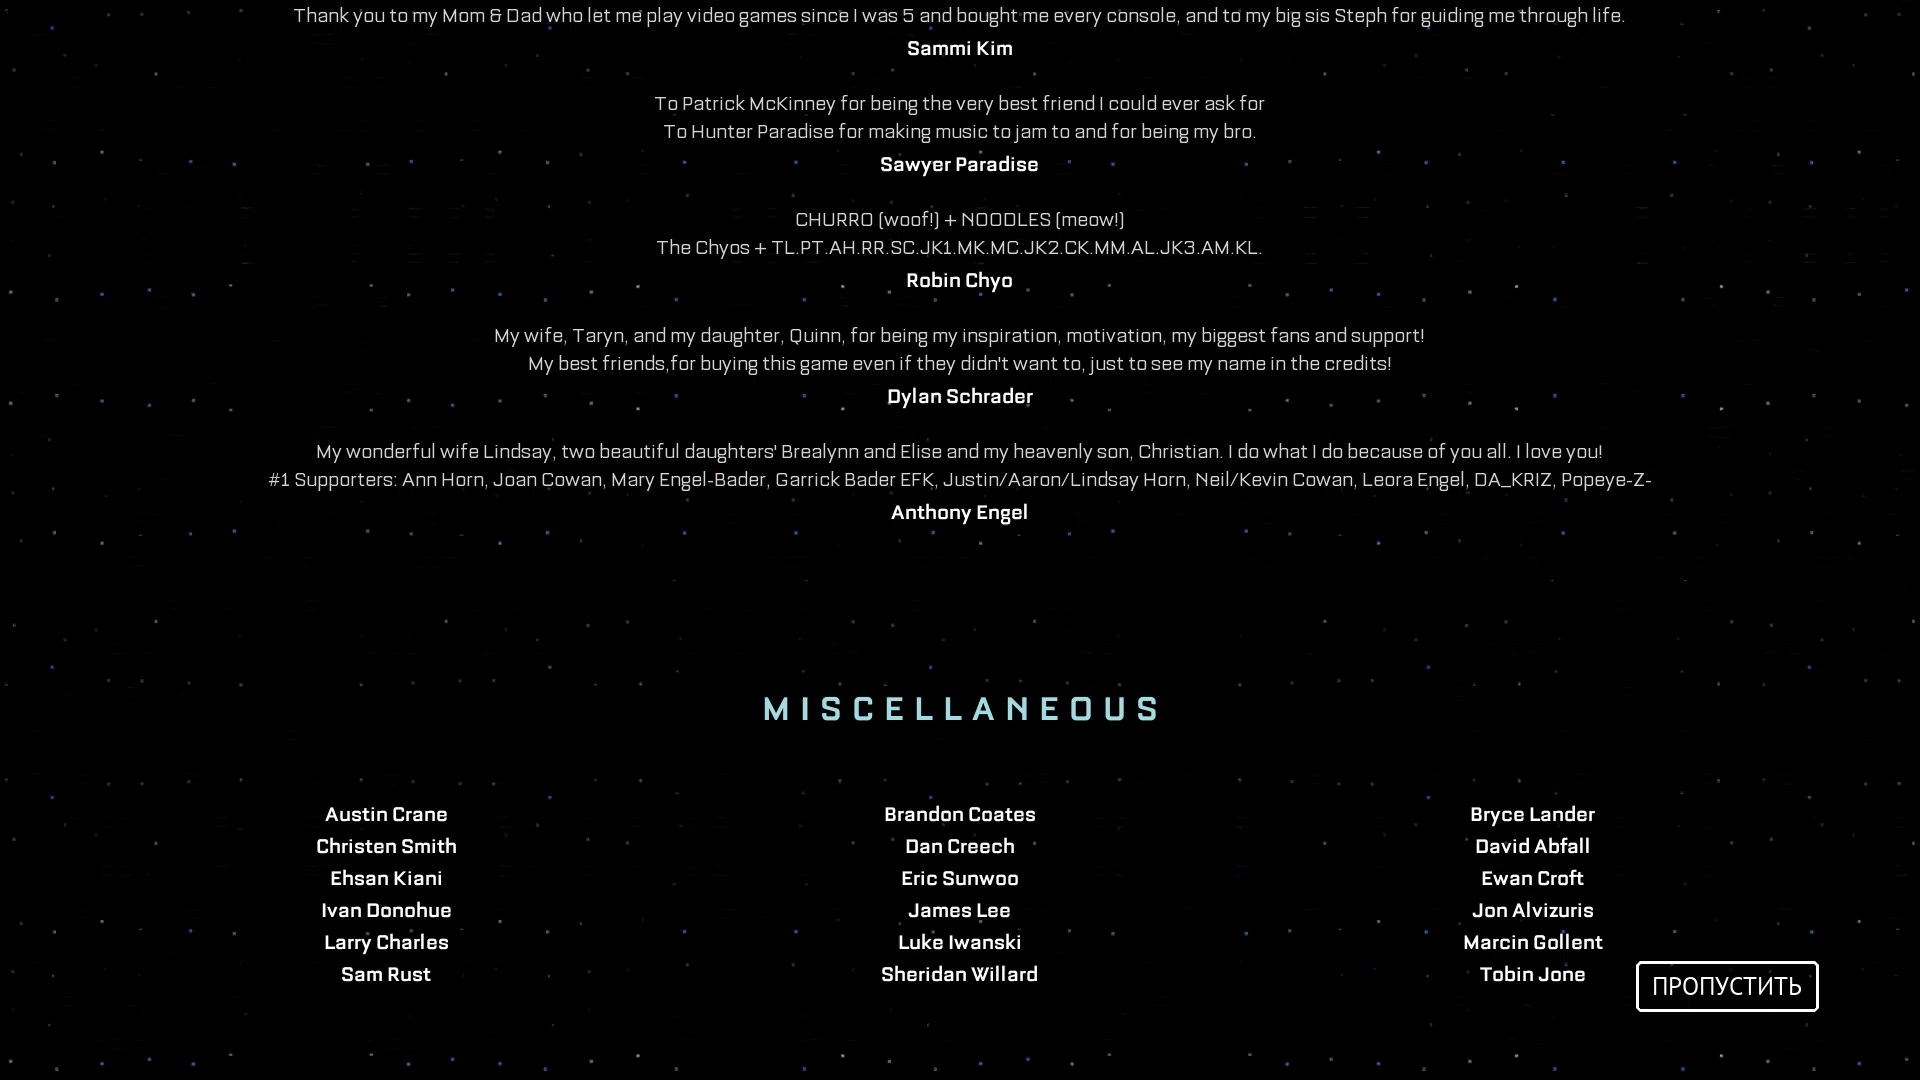 Thank you to my Mom & Dad who let me play video games since I was 5 and bought me every console, and to my big sis Steph for guiding me through life.
Sammi Kim
To Patrick McKinney for being the very best friend I could ever ask for
To Hunter Paradise for making music to jam to and for being my bro.
Sawyer Paradise
CHURRO (woof!) + NOODLES (meow!)
The Chyos + TL.PT.AH.RR.SC.JK1.MK.MC.JK2.CK.MM.AL.JK3.AM.KL.
Robin Chyo
My wife, Taryn, and my daughter, Quinn, for being my inspiration, motivation, my biggest fans and support!
My best friends,for buying this game even if they didn't want to, just to see my name in the credits!
Dylan Schrader
My wonderful wife Lindsay, two beautiful daughters' Brealynn and Elise and my heavenly son, Christian. I do what I do because of you all. I love you!
#1 Supporters: Ann Horn, Joan Cowan, Mary Engel-Bader, Garrick Bader EFK, Justin/Aaron/Lindsay Horn, Neil/Kevin Cowan, Leora Engel, DA_KRIZ, Popeye-Z-
Anthony Engel
MISCELLANEOUS
Austin Crane Brandon Coates Bryce Lander
Christen Smith Dan Creech David Abfall
Ehsan Kiani Eric Sunwoo Ewan Croft
Ivan Donohue James Lee Jon Alvizuris
Larry Charles Luke Iwanski Marcin Gollent
Sam Rust Sheridan Willard Tobin Jone
ПРОПУСТИТЬ